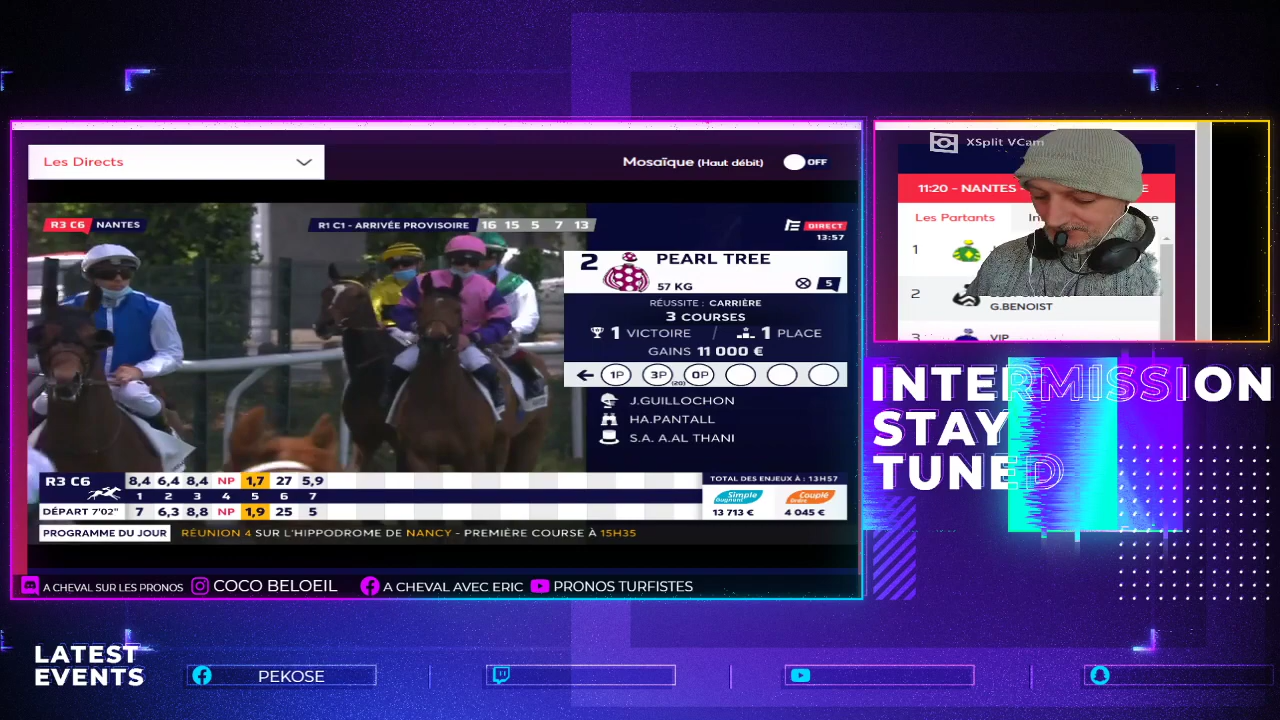 Les Directs
Mosaïque (Haut débit)
OFF
R3 C6 NANTES
R1 C1 - ARRIVÉE PROVISOIRE 16 15 5 7 13
DIRECT
13:57
2 PEARL TREE
57 KG
5
RÉUSSITE : CARRIÈRE
3 COURSES
1 VICTOIRE / 1 PLACE
GAINS 11 000 €
1P 3P (20) 0P
J.GUILLOCHON
HA.PANTALL
S.A. A.AL THANI
R3 C6 8,4 6,4 8,4 NP 1,7 27 5,9
1 2 3 4 5 6 7
DÉPART 7'02" 7 6,3 8,8 NP 1,9 25 5
TOTAL DES ENJEUX À : 13H57
Simple Gagnant
Couplé Ordre
13 713 €
4 045 €
PROGRAMME DU JOUR
RÉUNION 4 SUR L'HIPPODROME DE NANCY - PREMIÈRE COURSE À 15H35
A CHEVAL SUR LES PRONOS
COCO BELOEIL
A CHEVAL AVEC ERIC
PRONOS TURFISTES
XSplit VCam
11:20 - NANTES -
Les Partants
1
2
G.BENOIST
3
VIP
INTERMISSION
STAY
TUNED
LATEST
EVENTS
PEKOSE